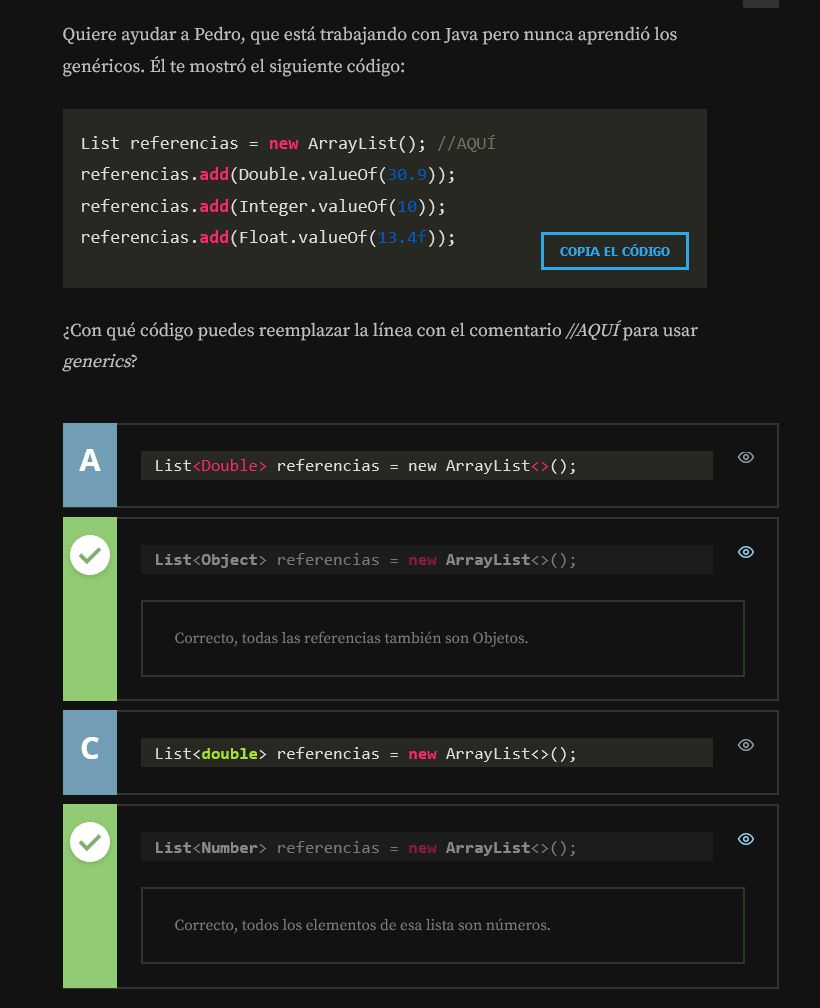 Quiere ayudar a Pedro, que está trabajando con Java pero nunca aprendió los
genéricos. Él te mostró el siguiente código:
List referencias = new ArrayList(); //AQUÍ
referencias.add(Double.valueOf(30.9));
referencias.add(Integer.valueOf(10));
referencias.add(Float.valueOf(13.4f));
COPIA EL CÓDIGO
¿Con qué código puedes reemplazar la línea con el comentario //AQUÍ para usar
generics?
A
List<Double> referencias = new ArrayList<>();
List<Object> referencias = new ArrayList<>();
Correcto, todas las referencias también son Objetos.
C
List<double> referencias = new ArrayList<>();
List<Number> referencias = new ArrayList<>();
Correcto, todos los elementos de esa lista son números.